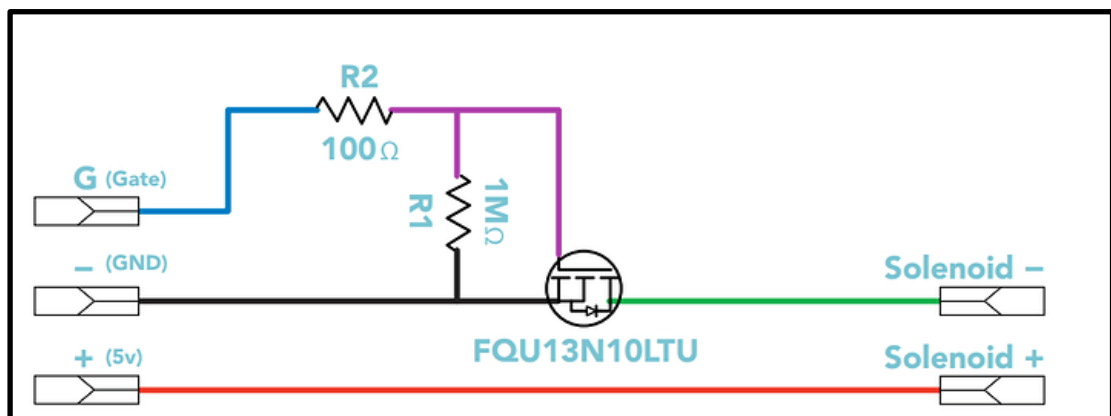 R2
100Ω
G (Gate)
R1
1MΩ
– (GND)
Solenoid –
FQU13N10LTU
+ (5v)
Solenoid +